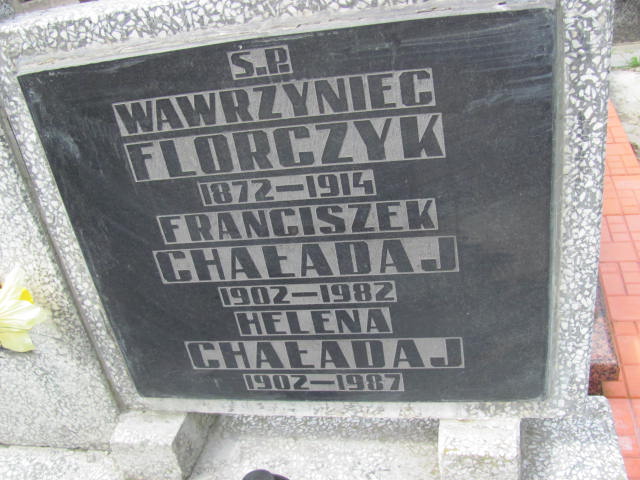 Ś.P.
WAWRZYNIEC
FLORCZYK
1872—1914
FRANCISZEK
CHAŁADAJ
1902—1982
HELENA
CHAŁADAJ
1902—1987